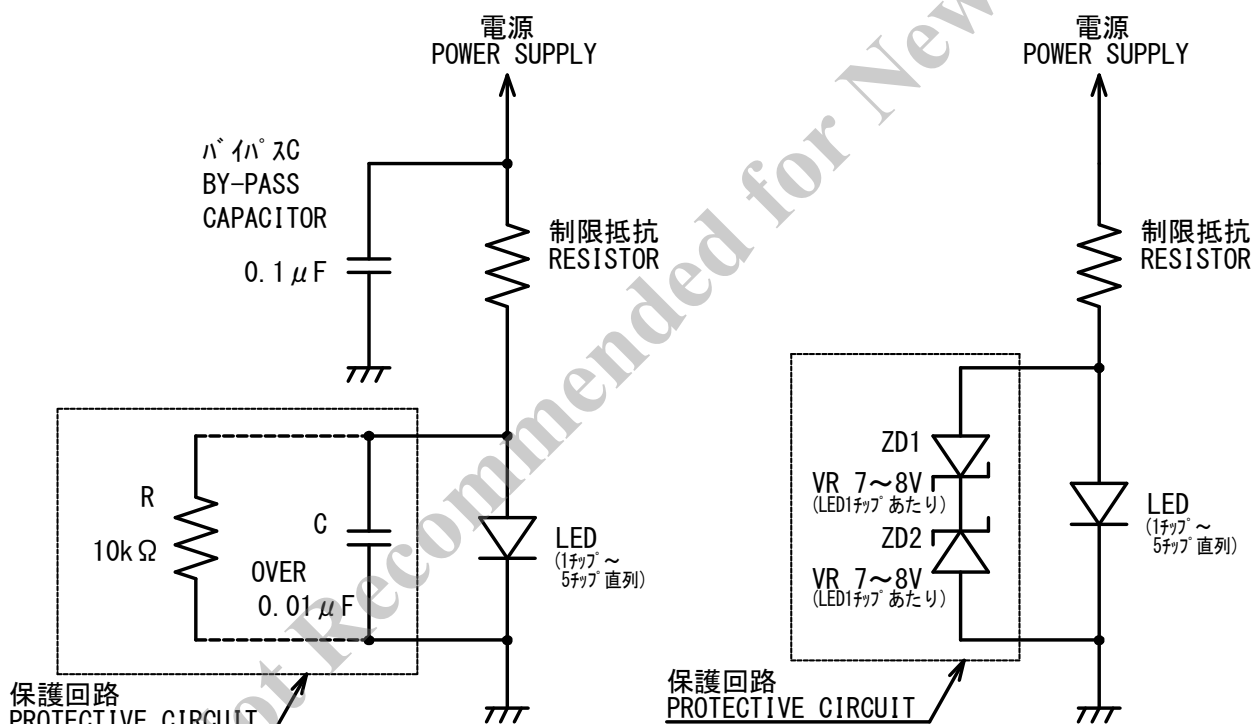 電源
POWER SUPPLY
バイパスC
BY-PASS
CAPACITOR
0.1μF
制限抵抗
RESISTOR
R
10kΩ
C
OVER
0.01μF
LED
(1チップ~
5チップ直列)
保護回路
PROTECTIVE CIRCUIT
電源
POWER SUPPLY
制限抵抗
RESISTOR
ZD1
VR 7~8V
(LED1チップあたり)
ZD2
VR 7~8V
(LED1チップあたり)
LED
(1チップ~
5チップ直列)
保護回路
PROTECTIVE CIRCUIT
Not Recommended for New